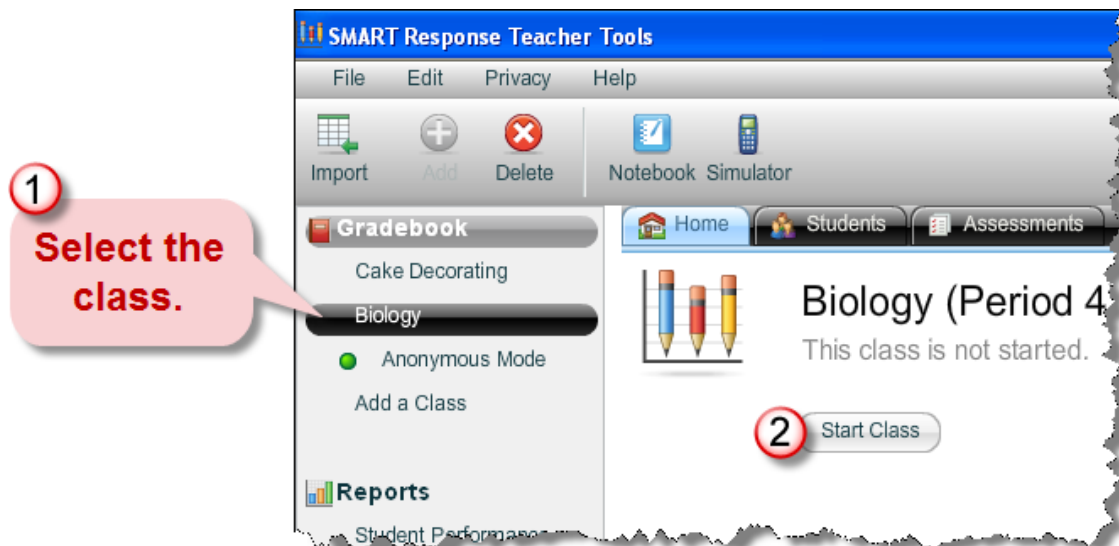 SMART Response Teacher Tools
File Edit Privacy Help
Import Add Delete Notebook Simulator
1
Select the
class.
Gradebook
Cake Decorating
Biology
Anonymous Mode
Add a Class
Reports
Student Performance
Home Students Assessments
Biology (Period 4
This class is not started.
2 Start Class